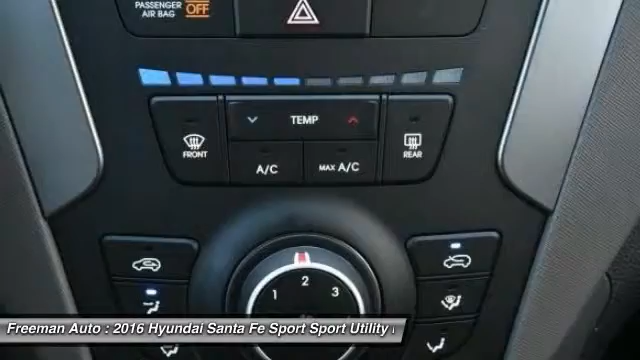 PASSENGER
AIR BAG OFF
TEMP
FRONT
REAR
A/C
MAX A/C
1 2 3
Freeman Auto : 2016 Hyundai Santa Fe Sport Sport Utility